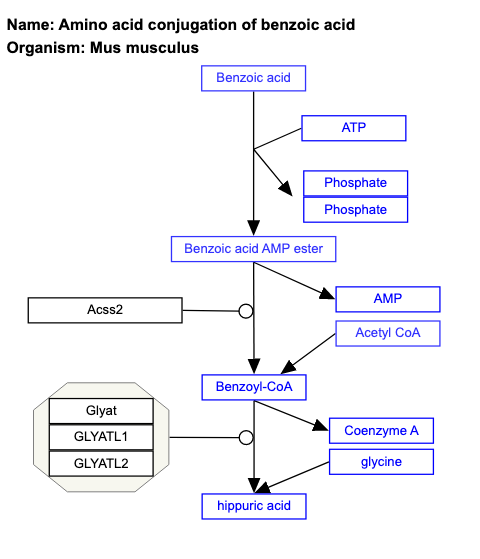 Name: Amino acid conjugation of benzoic acid
Organism: Mus musculus
Benzoic acid
ATP
Phosphate
Phosphate
Benzoic acid AMP ester
AMP
Acss2
Acetyl CoA
Benzoyl-CoA
Glyat
GLYATL1
GLYATL2
Coenzyme A
glycine
hippuric acid